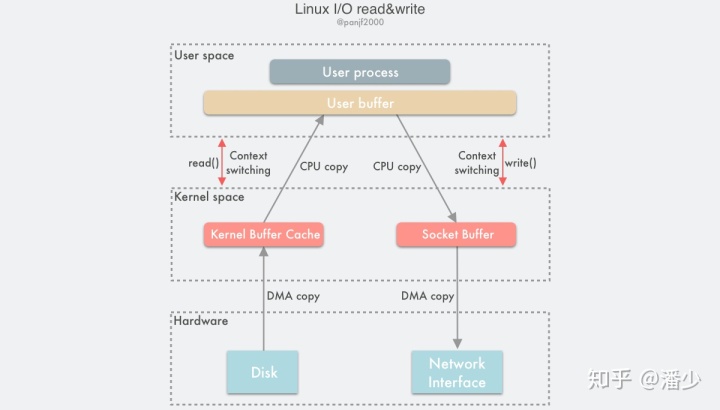 Linux I/O read&write
@panjf2000
User space
User process
User buffer
read()
Context
switching
CPU copy
CPU copy
Context
switching
write()
Kernel space
Kernel Buffer Cache
Socket Buffer
DMA copy
DMA copy
Hardware
Disk
Network
Interface
知乎 @潘少